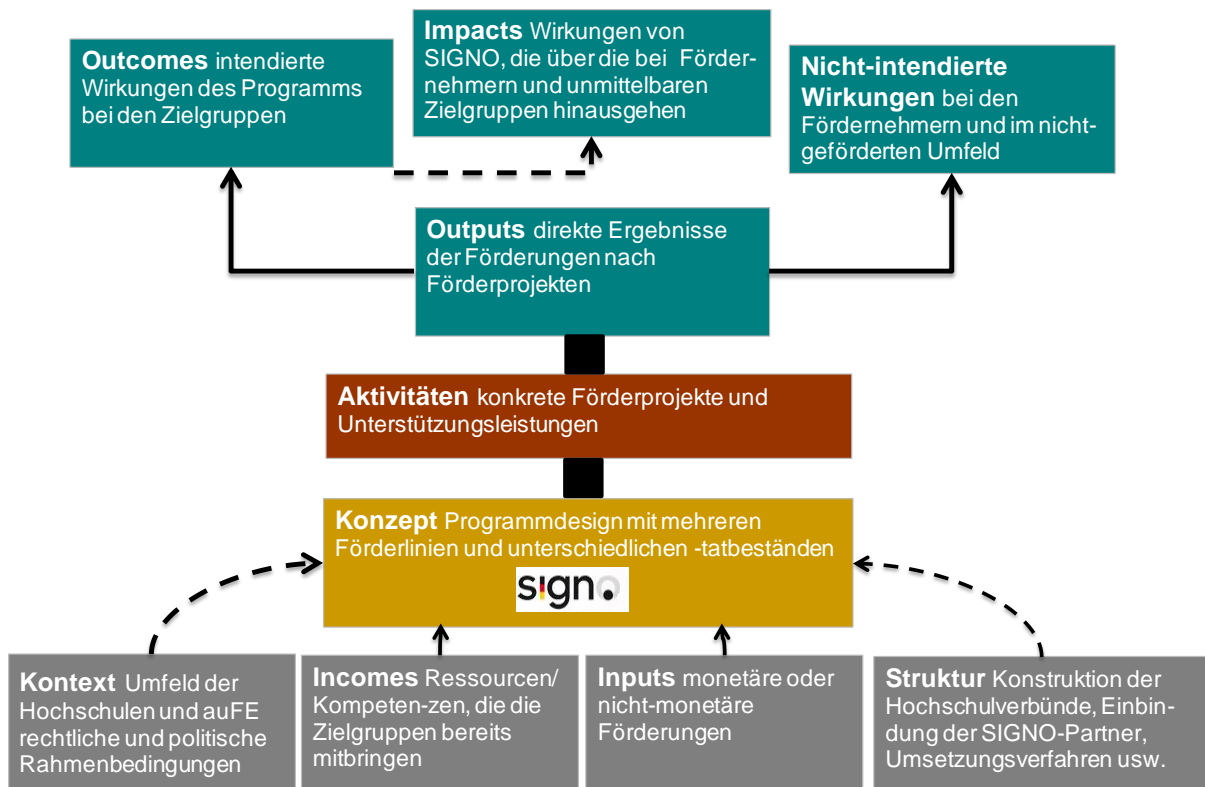 Outcomes intendierte
Wirkungen des Programms
bei den Zielgruppen
Impacts Wirkungen von
SIGNO, die über die bei Förder-
nehmern und unmittelbaren
Zielgruppen hinausgehen
Nicht-intendierte
Wirkungen bei den
Fördernehmern und im nicht-
geförderten Umfeld
Outputs direkte Ergebnisse
der Förderungen nach
Förderprojekten
Aktivitäten konkrete Förderprojekte und
Unterstützungsleistungen
Konzept Programmdesign mit mehreren
Förderlinien und unterschiedlichen -tatbeständen
signo
Kontext Umfeld der
Hochschulen und auFE
rechtliche und politische
Rahmenbedingungen
Incomes Ressourcen/
Kompeten-zen, die die
Zielgruppen bereits
mitbringen
Inputs monetäre oder
nicht-monetäre
Förderungen
Struktur Konstruktion der
Hochschulverbünde, Einbin-
dung der SIGNO-Partner,
Umsetzungsverfahren usw.